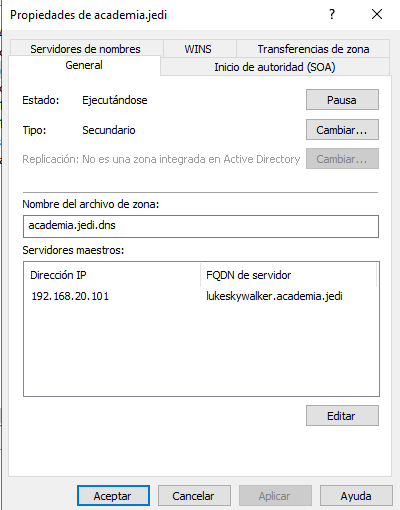 Propiedades de academia.jedi
Servidores de nombres WINS Transferencias de zona
General Inicio de autoridad (SOA)
Estado: Ejecutándose Pausa
Tipo: Secundario Cambiar...
Replicación: No es una zona integrada en Active Directory Cambiar...
Nombre del archivo de zona:
academia.jedi.dns
Servidores maestros:
Dirección IP FQDN de servidor
192.168.20.101 lukeskywalker.academia.jedi
Editar
Aceptar Cancelar Aplicar Ayuda